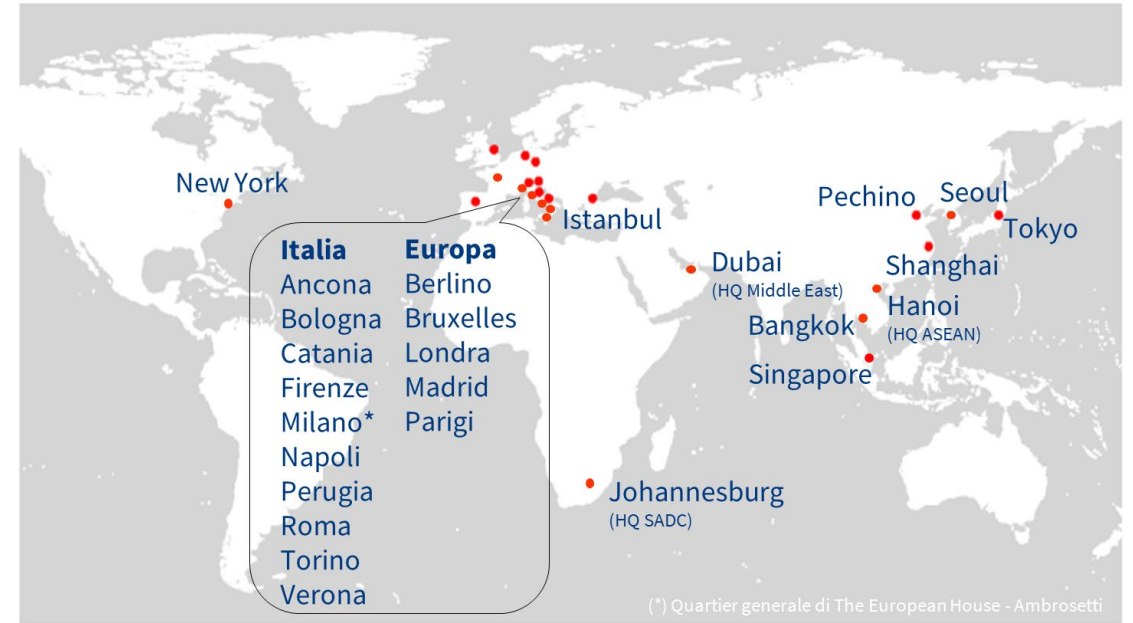 New York
Italia
Ancona
Bologna
Catania
Firenze
Milano*
Napoli
Perugia
Roma
Torino
Verona
Europa
Berlino
Bruxelles
Londra
Madrid
Parigi
Istanbul
Dubai
(HQ Middle East)
Pechino
Seoul
Tokyo
Shanghai
Hanoi
(HQ ASEAN)
Bangkok
Singapore
Johannesburg
(HQ SADC)
(*) Quartier generale di The European House - Ambrosetti